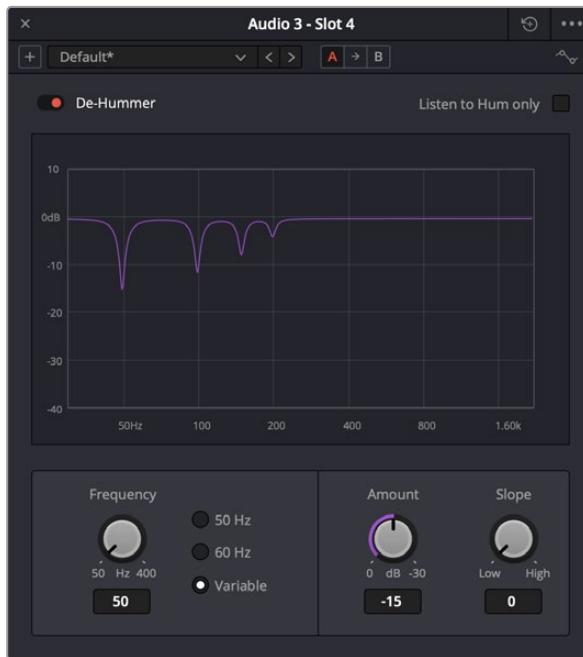 Audio 3 - Slot 4
Default*
A
B
De-Hummer
Listen to Hum only
10
0dB
-10
-20
-30
-40
50Hz 100 200 400 800 1.60k
Frequency
50 Hz 400
50
50 Hz
60 Hz
Variable
Amount
0 dB -30
-15
Slope
Low High
0